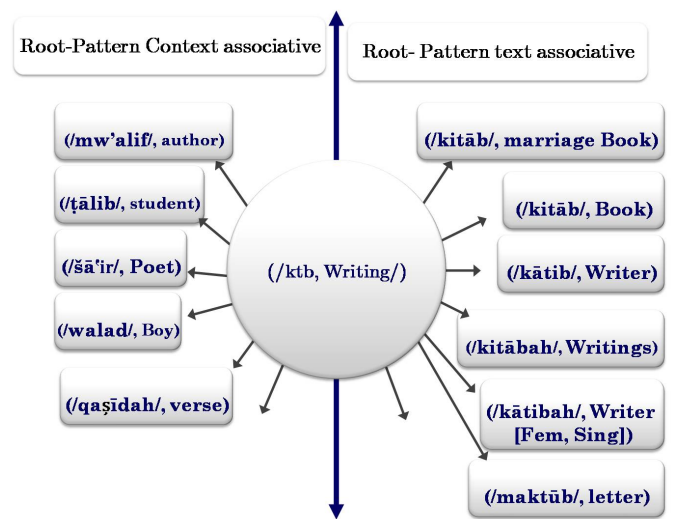 Root-Pattern Context associative
Root- Pattern text associative
(/mw'alif/, author)
(/ṭālib/, student)
(/šā'ir/, Poet)
(/walad/, Boy)
(/qaṣīdah/, verse)
(/ktb, Writing/)
(/kitāb/, marriage Book)
(/kitāb/, Book)
(/kātib/, Writer)
(/kitābah/, Writings)
(/kātibah/, Writer
[Fem, Sing])
(/maktūb/, letter)